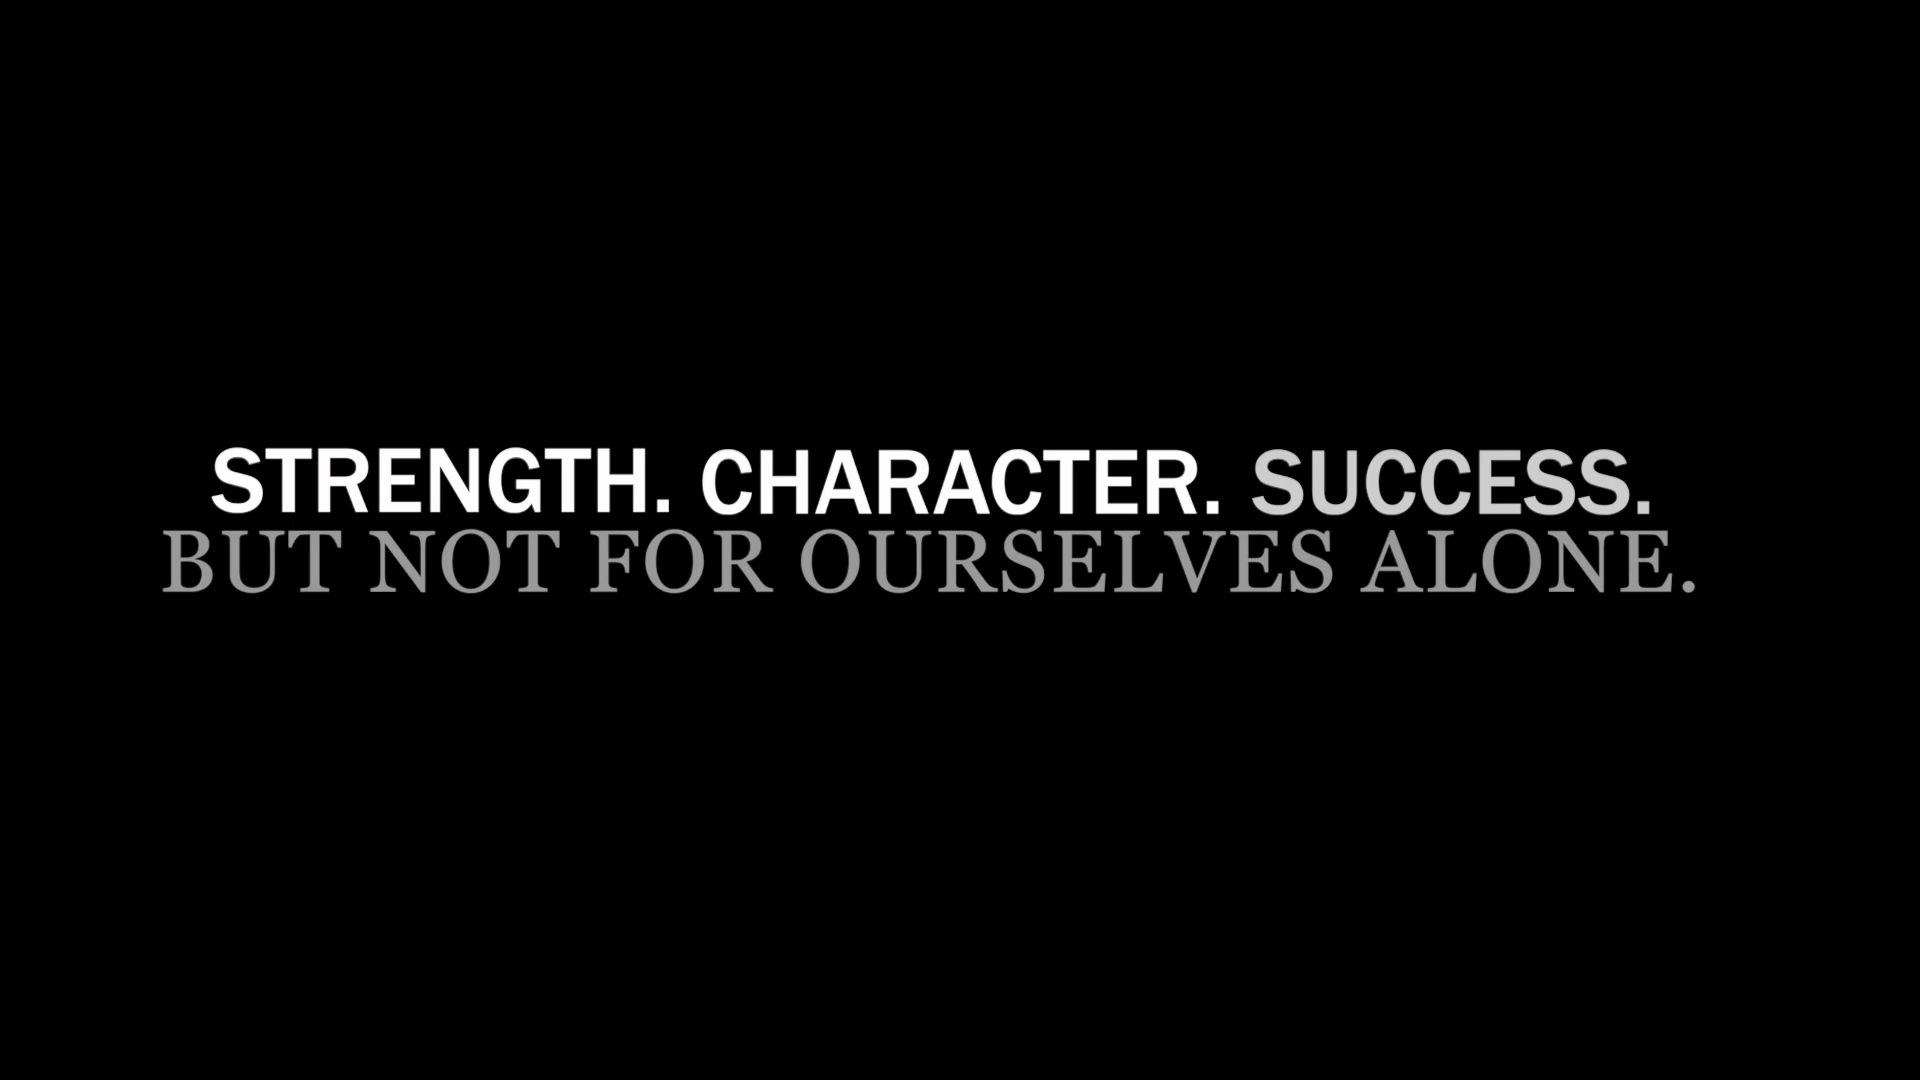 STRENGTH. CHARACTER. SUCCESS.
BUT NOT FOR OURSELVES ALONE.